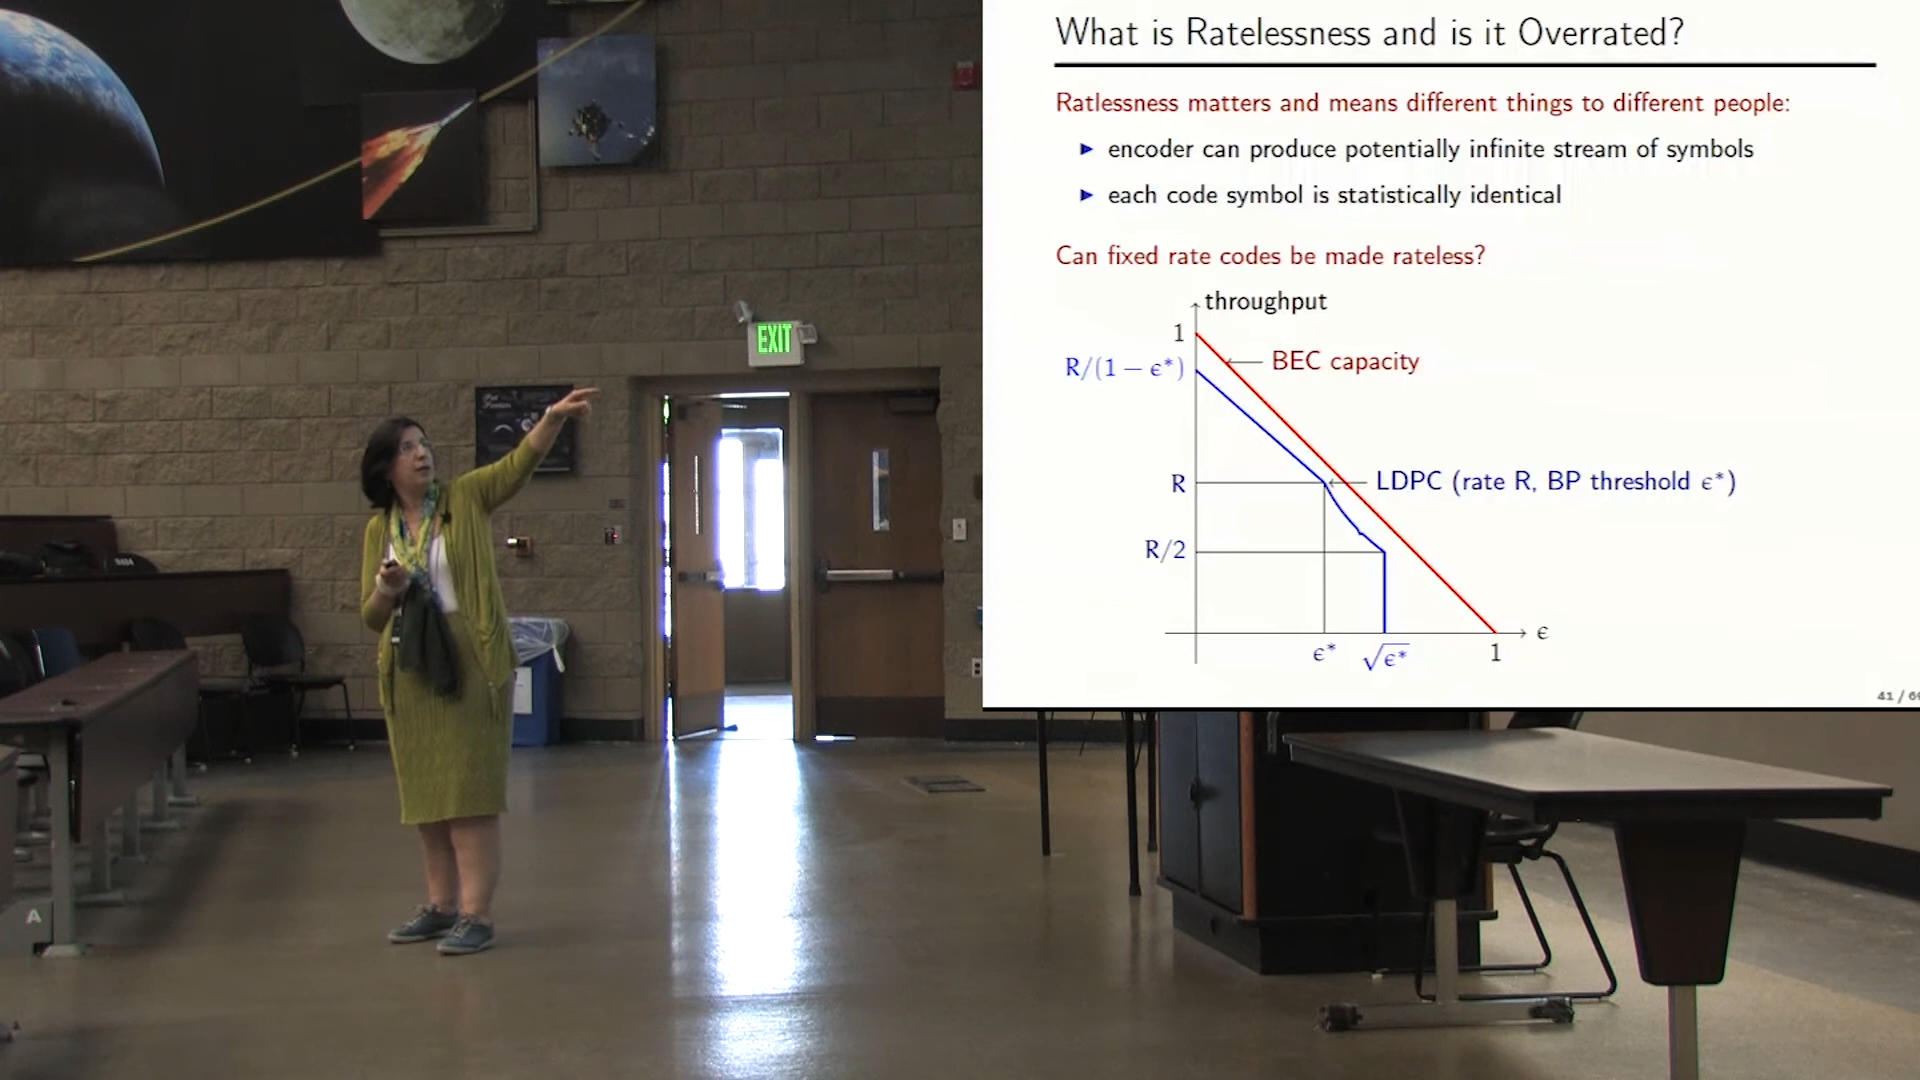 What is Ratelessness and is it Overrated?
Ratlessness matters and means different things to different people:
encoder can produce potentially infinite stream of symbols
each code symbol is statistically identical
Can fixed rate codes be made rateless?
throughput
1
BEC capacity
R/(1 − ϵ*)
LDPC (rate R, BP threshold ϵ*)
R
R/2
ϵ
ϵ*
√ϵ*
1
EXIT
A